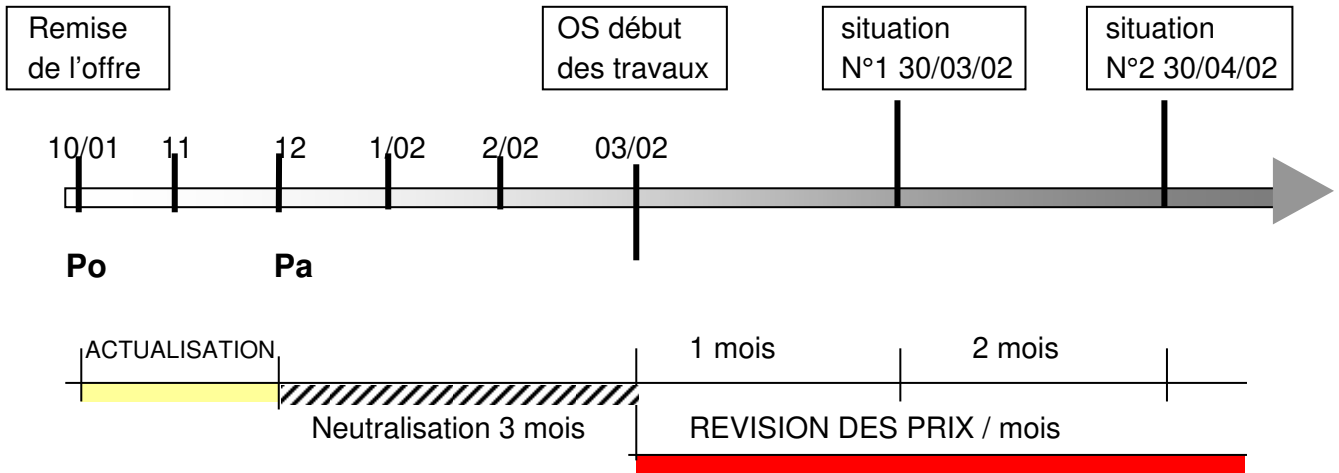 Remise
de l'offre
OS début
des travaux
situation
N°1 30/03/02
situation
N°2 30/04/02
10/01 11 12 1/02 2/02 03/02
Po Pa
ACTUALISATION 1 mois 2 mois
Neutralisation 3 mois REVISION DES PRIX / mois